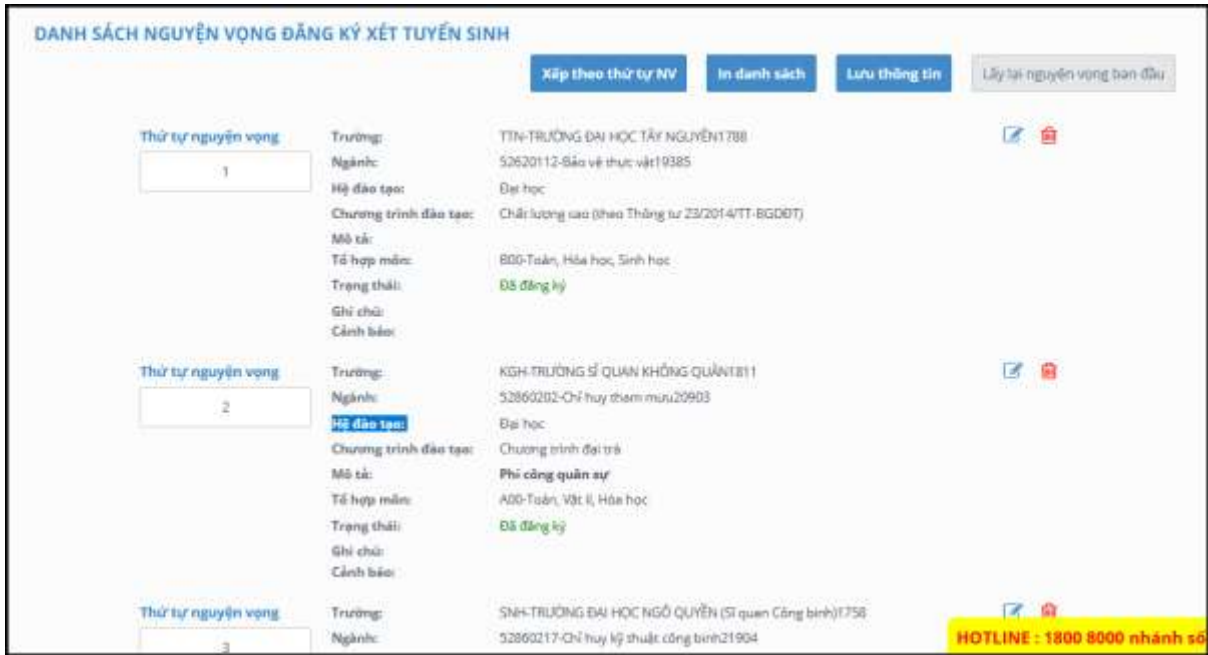 DANH SÁCH NGUYỆN VỌNG ĐĂNG KÝ XÉT TUYỂN SINH
Xếp theo thứ tự NV In danh sách Lưu thông tin Lấy lại nguyện vọng ban đầu
Thứ tự nguyện vọng Trường: TTN-TRƯỜNG ĐẠI HỌC TÂY NGUYÊN1788
1 Ngành: 52620112-Bảo vệ thực vật19385
Hệ đào tạo: Đại học
Chương trình đào tạo: Chất lượng cao (theo Thông tư 23/2014/TT-BGDĐT)
Mô tả:
Tổ hợp môn: B00-Toán, Hóa học, Sinh học
Trạng thái: Đã đăng ký
Ghi chú:
Cảnh báo:
Thứ tự nguyện vọng Trường: KGH-TRƯỜNG SĨ QUAN KHÔNG QUÂN1811
2 Ngành: 52860202-Chỉ huy tham mưu20903
Hệ đào tạo: Đại học
Chương trình đào tạo: Chương trình đại trà
Mô tả: Phi công quân sự
Tổ hợp môn: A00-Toán, Vật lí, Hóa học
Trạng thái: Đã đăng ký
Ghi chú:
Cảnh báo:
Thứ tự nguyện vọng Trường: SNH-TRƯỜNG ĐẠI HỌC NGÔ QUYỀN (Sĩ quan Công binh)1758
3 Ngành: 52860217-Chỉ huy kỹ thuật công binh21904
HOTLINE : 1800 8000 nhánh số